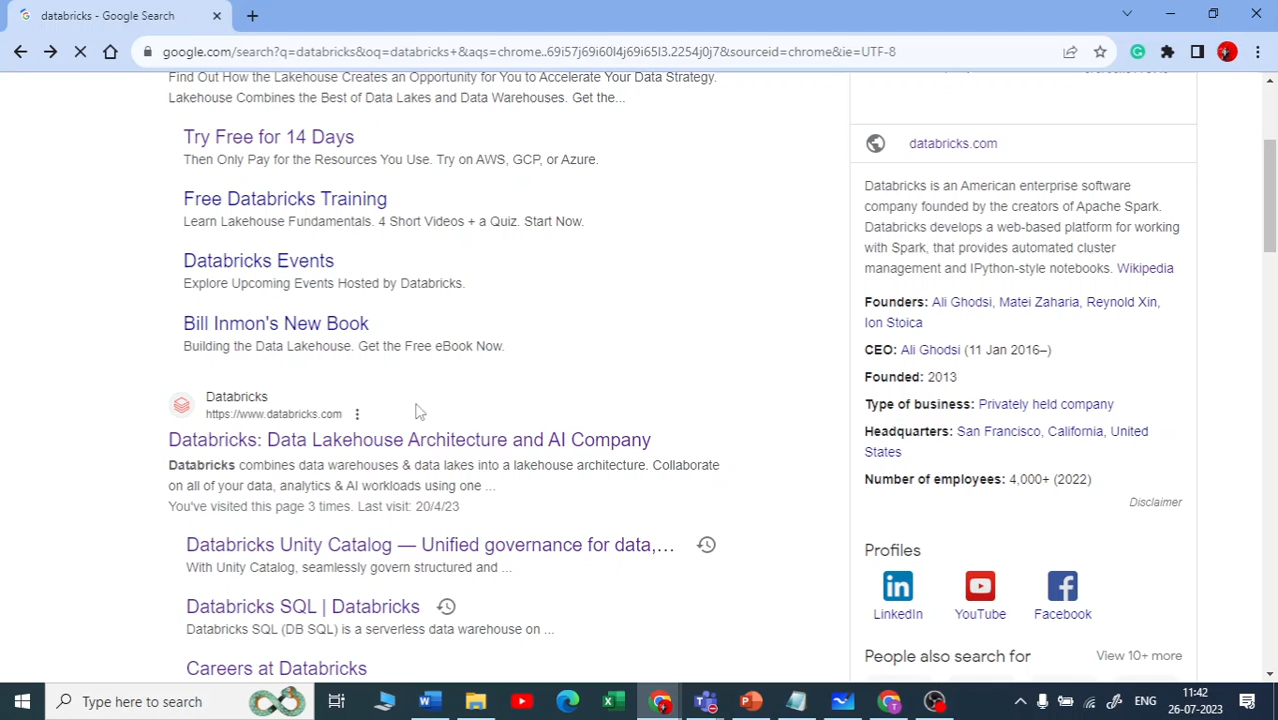 databricks - Google Search
google.com/search?q=databricks&oq=databricks+&aqs=chrome..69i57j69i60l4j69i65l3.2254j0j7&sourceid=chrome&ie=UTF-8
Find Out How the Lakehouse Creates an Opportunity for You to Accelerate Your Data Strategy.
Lakehouse Combines the Best of Data Lakes and Data Warehouses. Get the...
Try Free for 14 Days
Then Only Pay for the Resources You Use. Try on AWS, GCP, or Azure.
Free Databricks Training
Learn Lakehouse Fundamentals. 4 Short Videos + a Quiz. Start Now.
Databricks Events
Explore Upcoming Events Hosted by Databricks.
Bill Inmon's New Book
Building the Data Lakehouse. Get the Free eBook Now.
Databricks
https://www.databricks.com
Databricks: Data Lakehouse Architecture and AI Company
Databricks combines data warehouses & data lakes into a lakehouse architecture. Collaborate
on all of your data, analytics & AI workloads using one ...
You've visited this page 3 times. Last visit: 20/4/23
Databricks Unity Catalog — Unified governance for data,...
With Unity Catalog, seamlessly govern structured and ...
Databricks SQL | Databricks
Databricks SQL (DB SQL) is a serverless data warehouse on ...
Careers at Databricks
databricks.com
Databricks is an American enterprise software
company founded by the creators of Apache Spark.
Databricks develops a web-based platform for working
with Spark, that provides automated cluster
management and IPython-style notebooks. Wikipedia
Founders: Ali Ghodsi, Matei Zaharia, Reynold Xin,
Ion Stoica
CEO: Ali Ghodsi (11 Jan 2016–)
Founded: 2013
Type of business: Privately held company
Headquarters: San Francisco, California, United
States
Number of employees: 4,000+ (2022)
Disclaimer
Profiles
LinkedIn YouTube Facebook
People also search for View 10+ more
Type here to search
ENG
11:42
26-07-2023